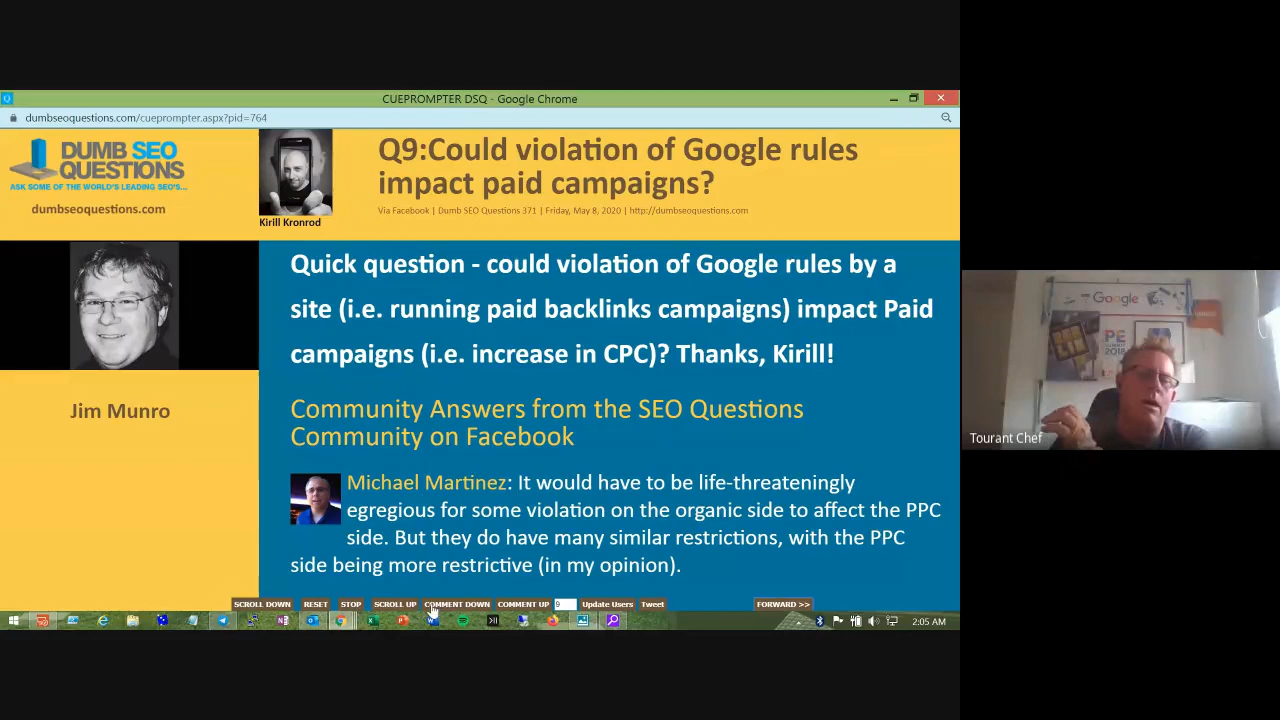 CUEPROMPTER DSQ - Google Chrome
dumbseoquestions.com/cueprompter.aspx?pid=764
DUMB SEO
QUESTIONS
ASK SOME OF THE WORLD'S LEADING SEO'S...
dumbseoquestions.com
Kirill Kronrod
Q9:Could violation of Google rules
impact paid campaigns?
Via Facebook | Dumb SEO Questions 371 | Friday, May 8, 2020 | http://dumbseoquestions.com
Jim Munro
Quick question - could violation of Google rules by a
site (i.e. running paid backlinks campaigns) impact Paid
campaigns (i.e. increase in CPC)? Thanks, Kirill!
Community Answers from the SEO Questions
Community on Facebook
Michael Martinez: It would have to be life-threateningly
egregious for some violation on the organic side to affect the PPC
side. But they do have many similar restrictions, with the PPC
side being more restrictive (in my opinion).
SCROLL DOWN RESET STOP SCROLL UP COMMENT DOWN COMMENT UP 9 Update Users Tweet FORWARD >>
2:05 AM
Google
PE
2018
Tourant Chef